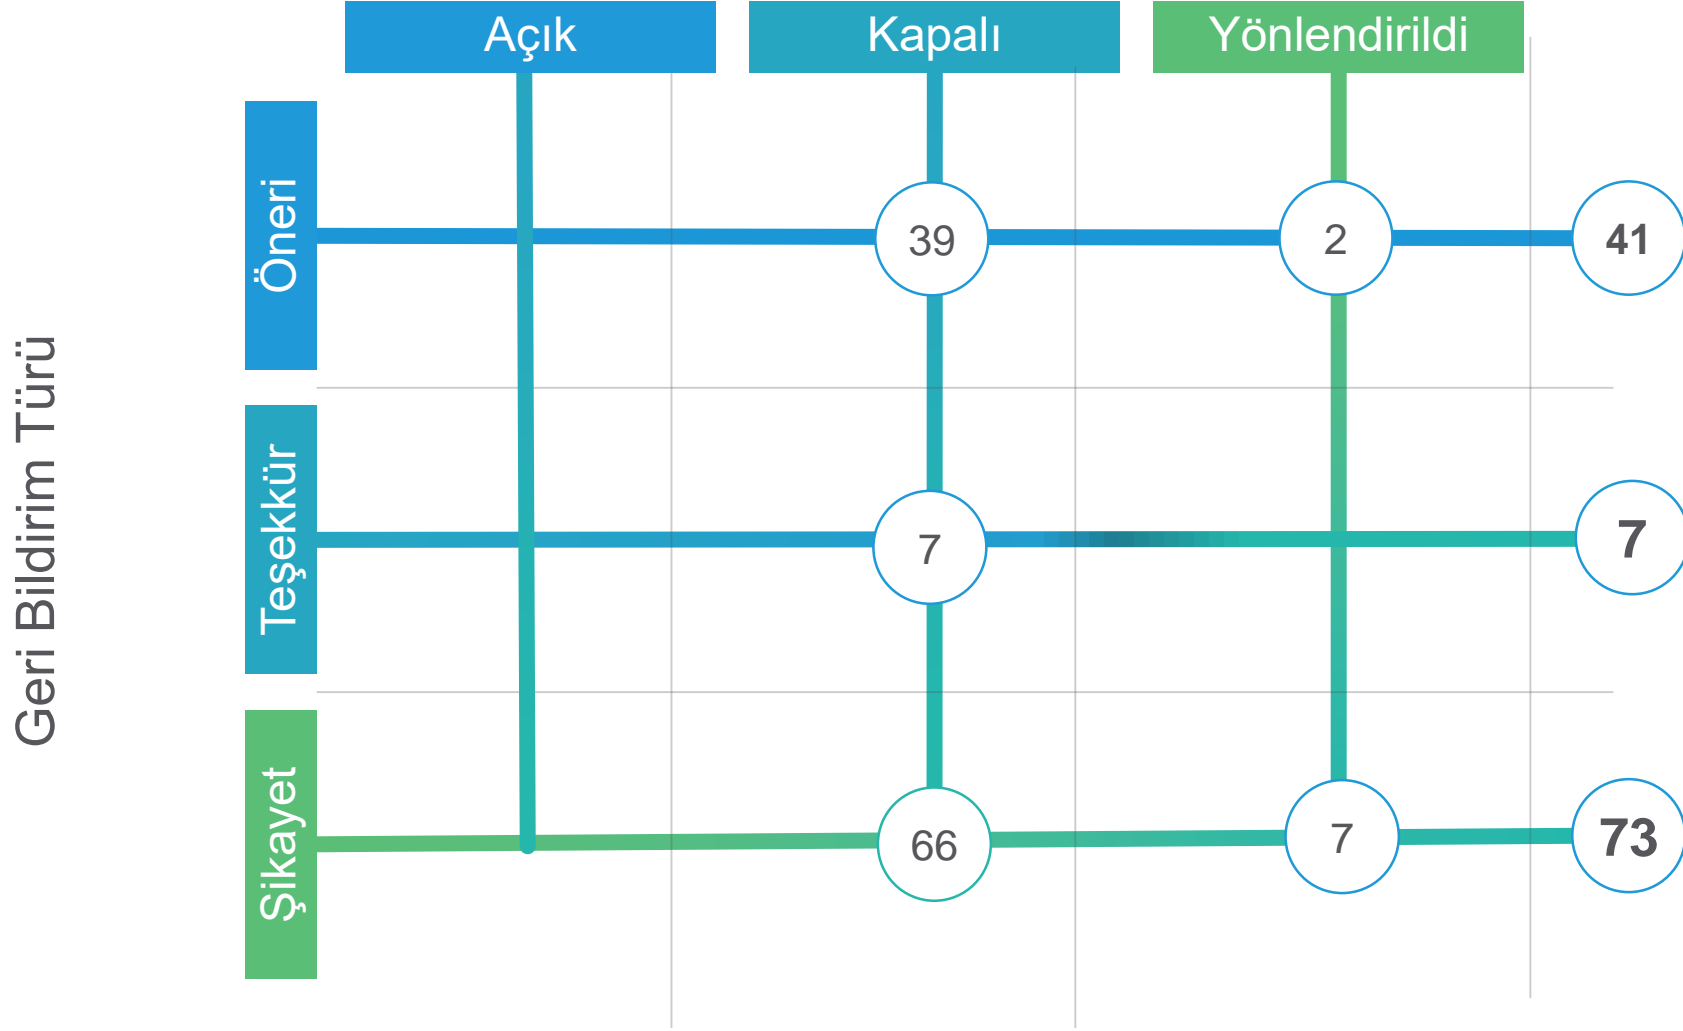 Açık
Kapalı
Yönlendirildi
Geri Bildirim Türü
Öneri
39
2
41
Teşekkür
7
7
Şikayet
66
7
73